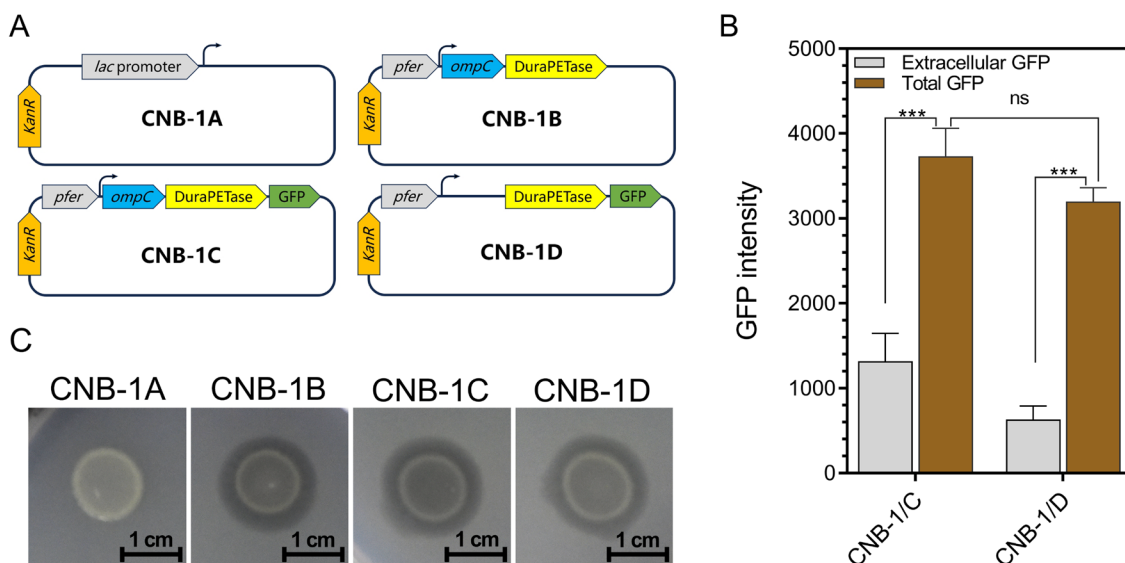 A
lac promoter
KanR
CNB-1A
pfer ompC DuraPETase
KanR
CNB-1B
pfer ompC DuraPETase GFP
KanR
CNB-1C
pfer DuraPETase GFP
KanR
CNB-1D
B
5000
4000
3000
2000
1000
0
GFP intensity
Extracellular GFP
Total GFP
***
ns
***
CNB-1/C
CNB-1/D
C
CNB-1A
CNB-1B
CNB-1C
CNB-1D
1 cm
1 cm
1 cm
1 cm